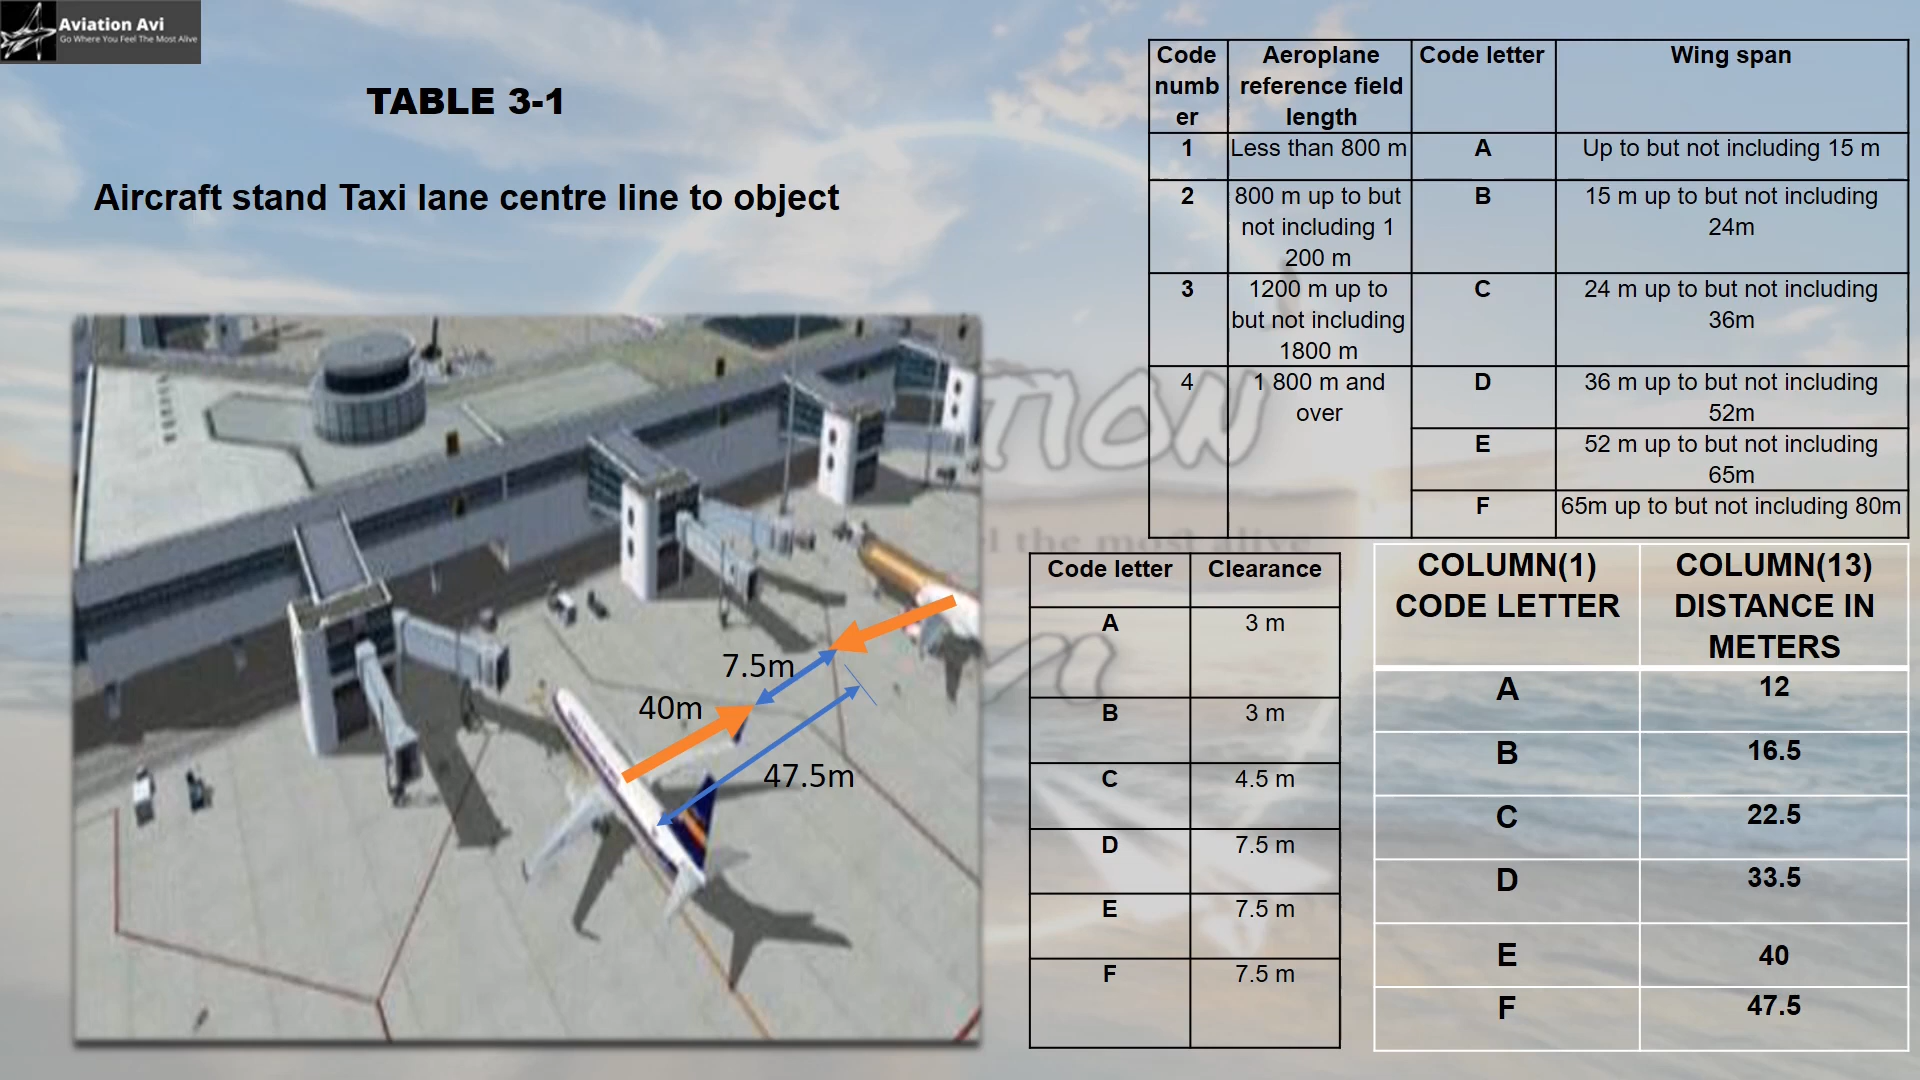 Aviation Avi
Go Where You Feel The Most Alive
TABLE 3-1
Aircraft stand Taxi lane centre line to object
Code numb er | Aeroplane reference field length | Code letter | Wing span
1 | Less than 800 m | A | Up to but not including 15 m
2 | 800 m up to but not including 1 200 m | B | 15 m up to but not including 24m
3 | 1200 m up to but not including 1800 m | C | 24 m up to but not including 36m
4 | 1 800 m and over | D | 36 m up to but not including 52m
E | 52 m up to but not including 65m
F | 65m up to but not including 80m
7.5m
40m
47.5m
Code letter | Clearance
A | 3 m
B | 3 m
C | 4.5 m
D | 7.5 m
E | 7.5 m
F | 7.5 m
COLUMN(1) CODE LETTER | COLUMN(13) DISTANCE IN METERS
A | 12
B | 16.5
C | 22.5
D | 33.5
E | 40
F | 47.5
the most alive